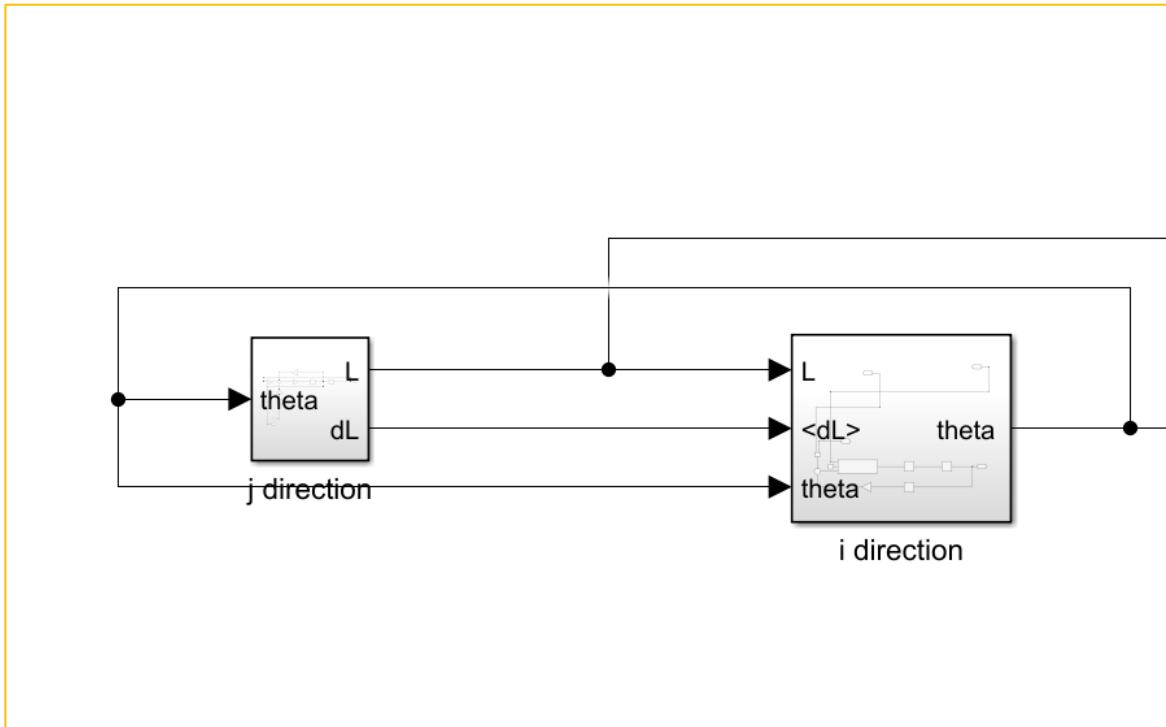 L
theta
dL
j direction
L
<dL>
theta
theta
i direction